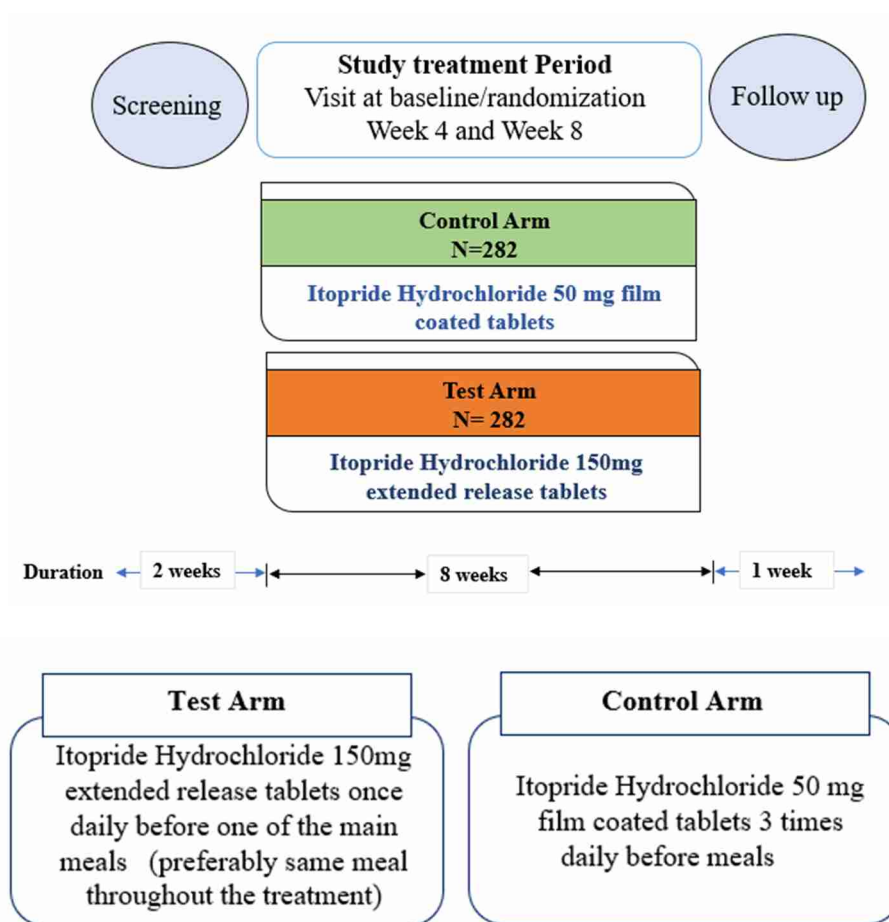 Screening
Study treatment Period
Visit at baseline/randomization
Week 4 and Week 8
Follow up
Control Arm
N=282
Itopride Hydrochloride 50 mg film
coated tablets
Test Arm
N= 282
Itopride Hydrochloride 150mg
extended release tablets
Duration
2 weeks
8 weeks
1 week
Test Arm
Itopride Hydrochloride 150mg
extended release tablets once
daily before one of the main
meals (preferably same meal
throughout the treatment)
Control Arm
Itopride Hydrochloride 50 mg
film coated tablets 3 times
daily before meals